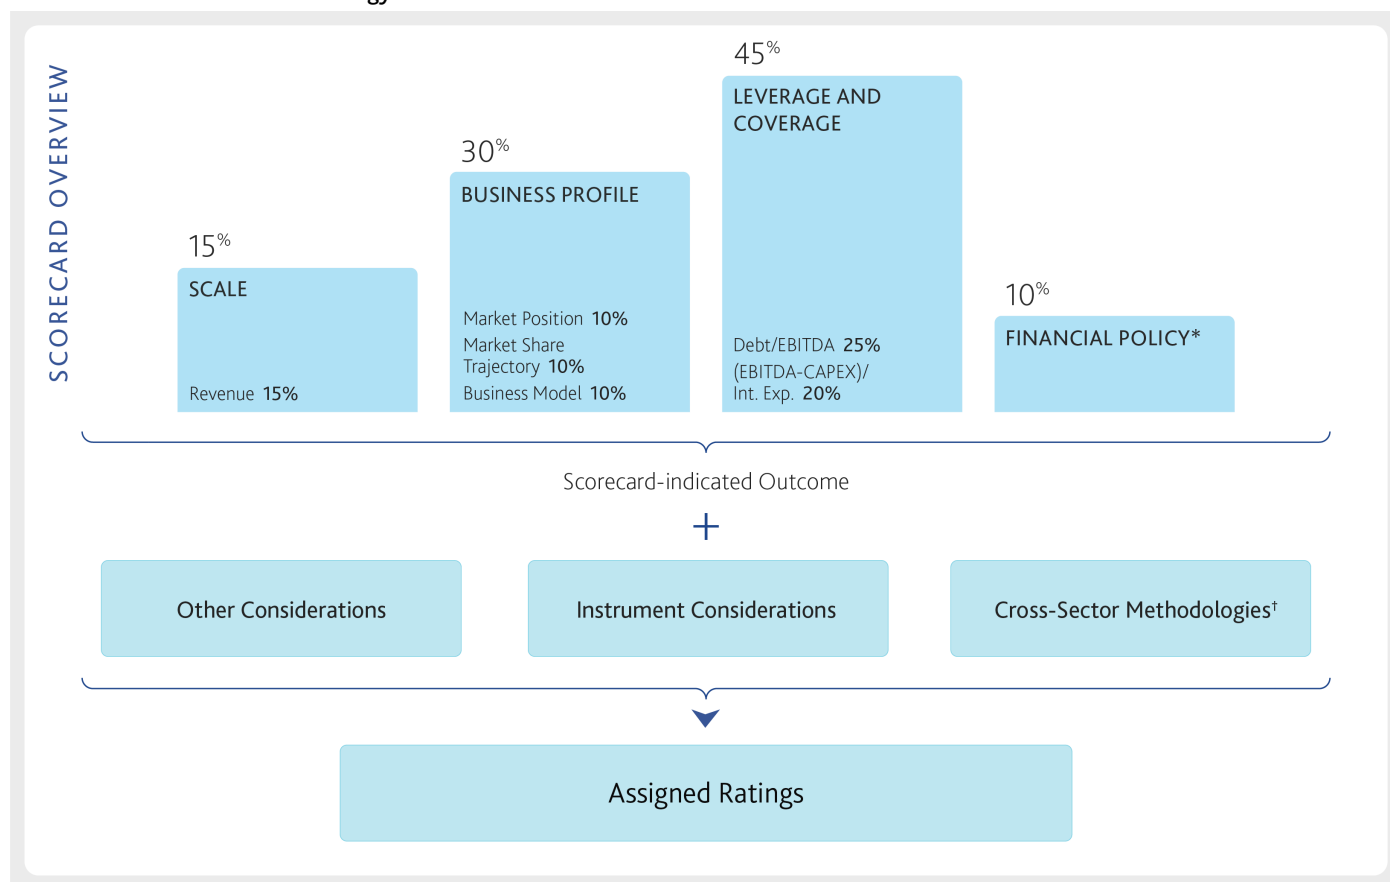 SCORECARD OVERVIEW
15%
SCALE
Revenue 15%
30%
BUSINESS PROFILE
Market Position 10%
Market Share
Trajectory 10%
Business Model 10%
45%
LEVERAGE AND
COVERAGE
Debt/EBITDA 25%
(EBITDA-CAPEX)/
Int. Exp. 20%
10%
FINANCIAL POLICY*
Scorecard-indicated Outcome
+
Other Considerations
Instrument Considerations
Cross-Sector Methodologies†
Assigned Ratings